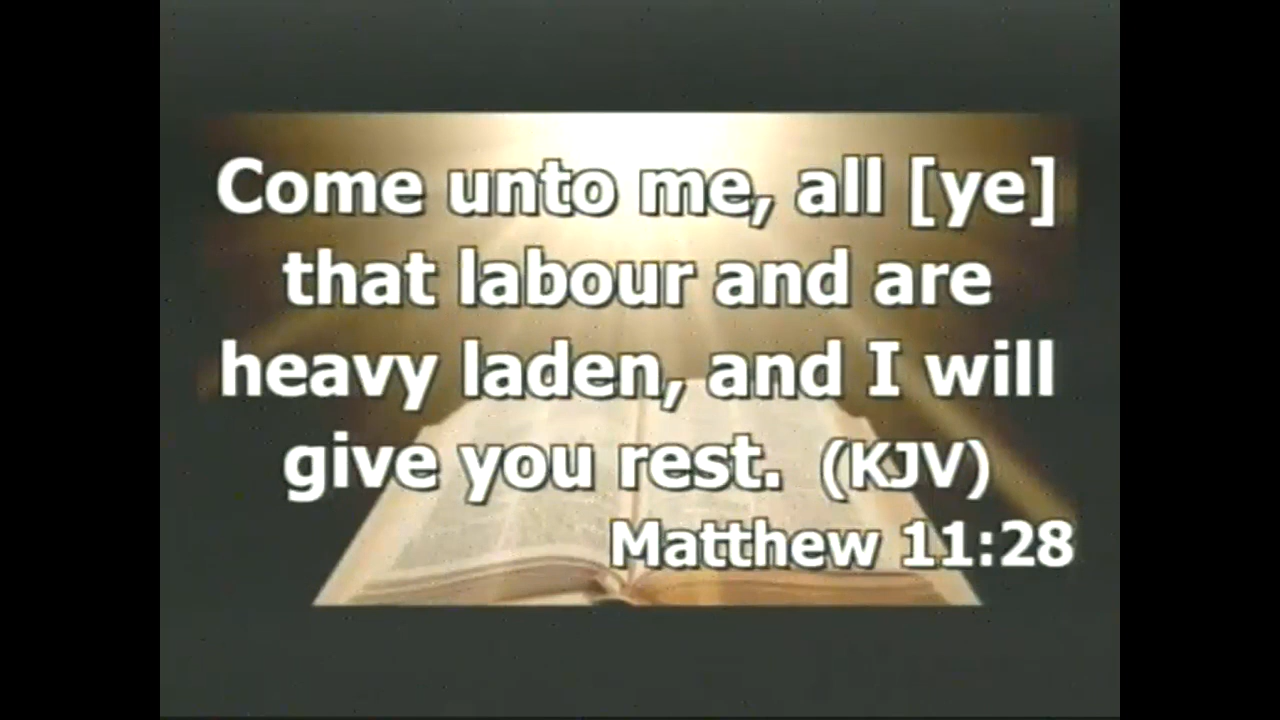 Come unto me, all [ye]
that labour and are
heavy laden, and I will
give you rest. (KJV)
Matthew 11:28